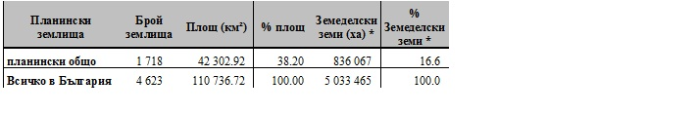 Планински землища Брой землища Площ (км²) % площ Земеделски земи (ха) * % Земеделски земи *
планински общо 1 718 42 302.92 38.20 836 067 16.6
Всичко в България 4 623 110 736.72 100.00 5 033 465 100.0